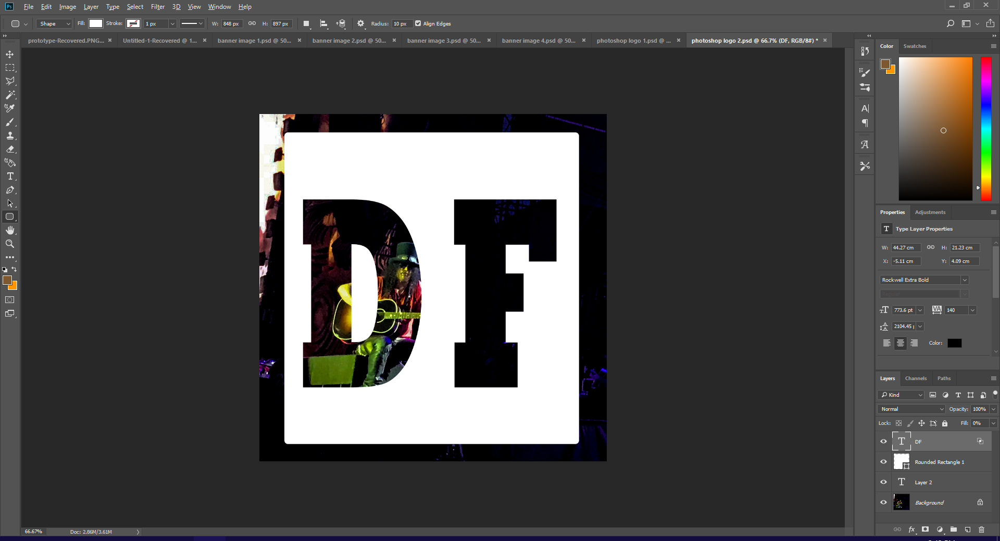 Ps File Edit Image Layer Type Select Filter 3D View Window Help
Shape Fill: Stroke: 1 px W: 848 px H: 897 px Radius: 10 px Align Edges
prototype-Recovered.PNG... Untitled-1-Recovered @ 1... banner image 1.psd @ 50... banner image 2.psd @ 50... banner image 3.psd @ 50... banner image 4.psd @ 50... photoshop logo 1.psd @ ... photoshop logo 2.psd @ 66.7% (DF, RGB/8#) *
Color Swatches
DF
Properties Adjustments
T Type Layer Properties
W: 44.27 cm H: 21.23 cm
X: -5.11 cm Y: 4.09 cm
Rockwell Extra Bold
773.6 pt VA 140
2104.45
Color:
Layers Channels Paths
Kind
Normal Opacity: 100%
Lock: Fill: 0%
T DF
Rounded Rectangle 1
T Layer 2
Background
fx
66.67% Doc: 2.86M/3.61M